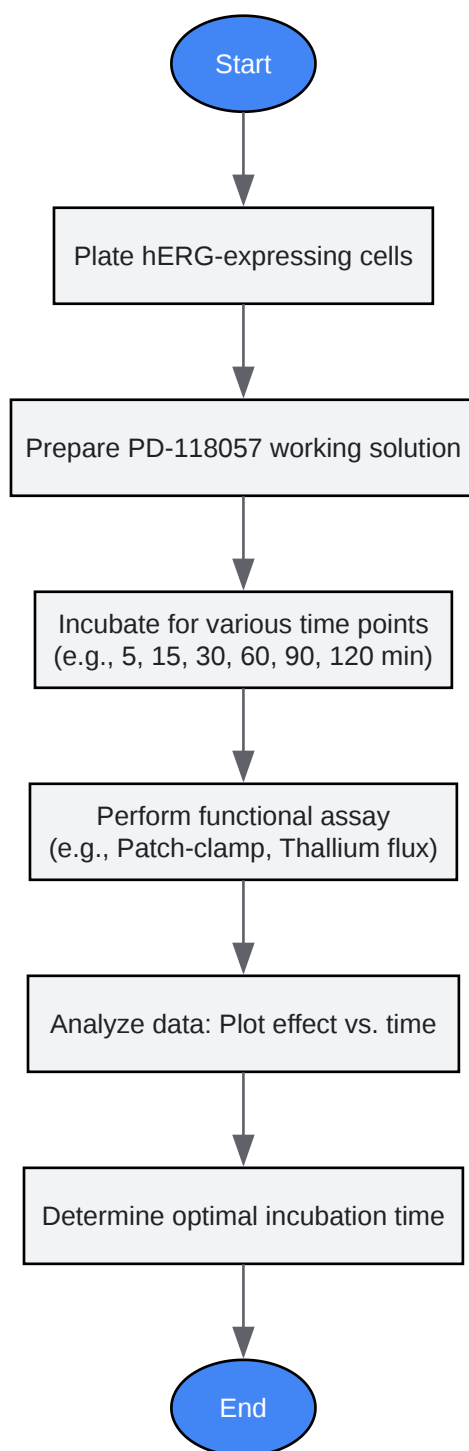 Start
Plate hERG-expressing cells
Prepare PD-118057 working solution
Incubate for various time points
(e.g., 5, 15, 30, 60, 90, 120 min)
Perform functional assay
(e.g., Patch-clamp, Thallium flux)
Analyze data: Plot effect vs. time
Determine optimal incubation time
End